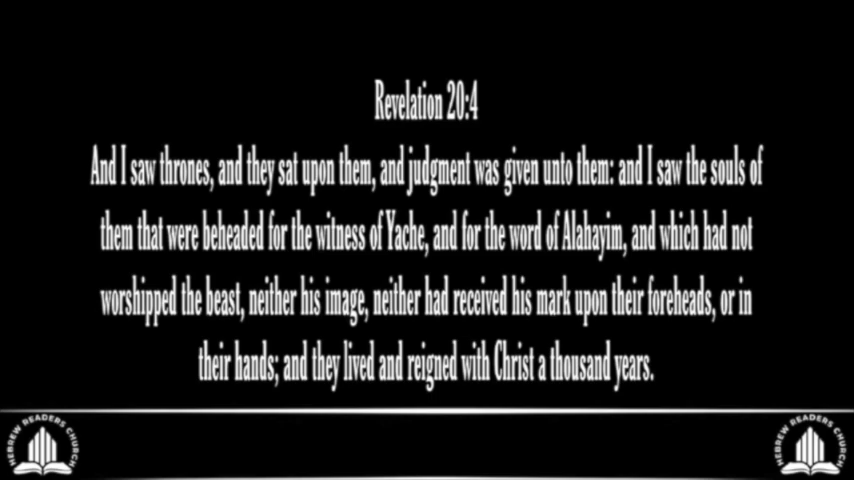 Revelation 20:4
And I saw thrones, and they sat upon them, and judgment was given unto them: and I saw the souls of
them that were beheaded for the witness of Yache, and for the word of Alahayim, and which had not
worshipped the beast, neither his image, neither had received his mark upon their foreheads, or in
their hands; and they lived and reigned with Christ a thousand years.
HEBREW READERS CHURCH
HEBREW READERS CHURCH